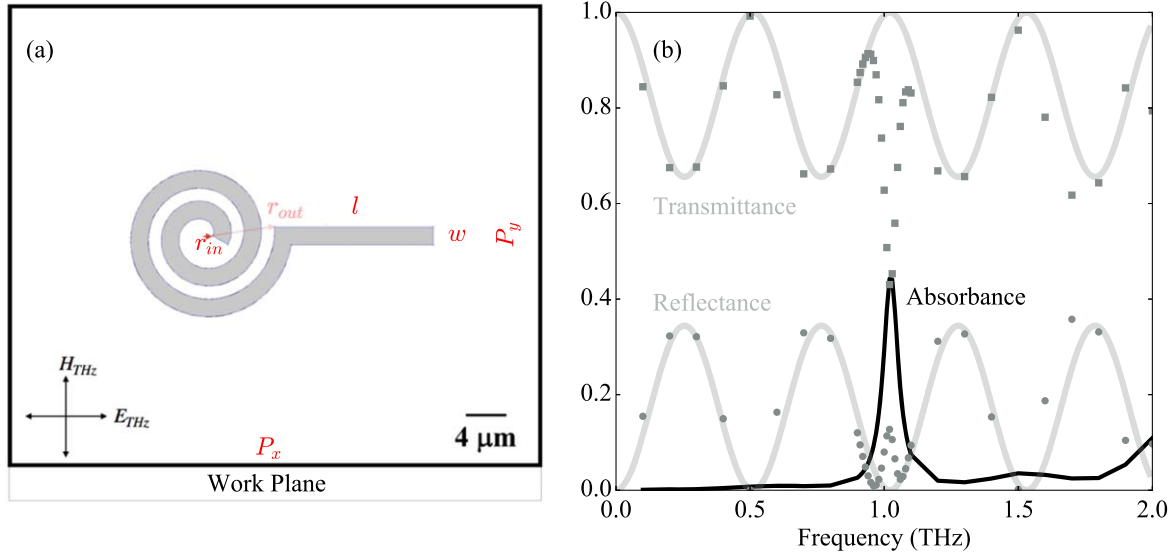 (a)
r_out
l
r_in
w
P_y
H_THz
E_THz
4 μm
P_x
Work Plane
(b)
1.0
0.8
0.6
0.4
0.2
0.0
Transmittance
Reflectance
Absorbance
0.0 0.5 1.0 1.5 2.0
Frequency (THz)